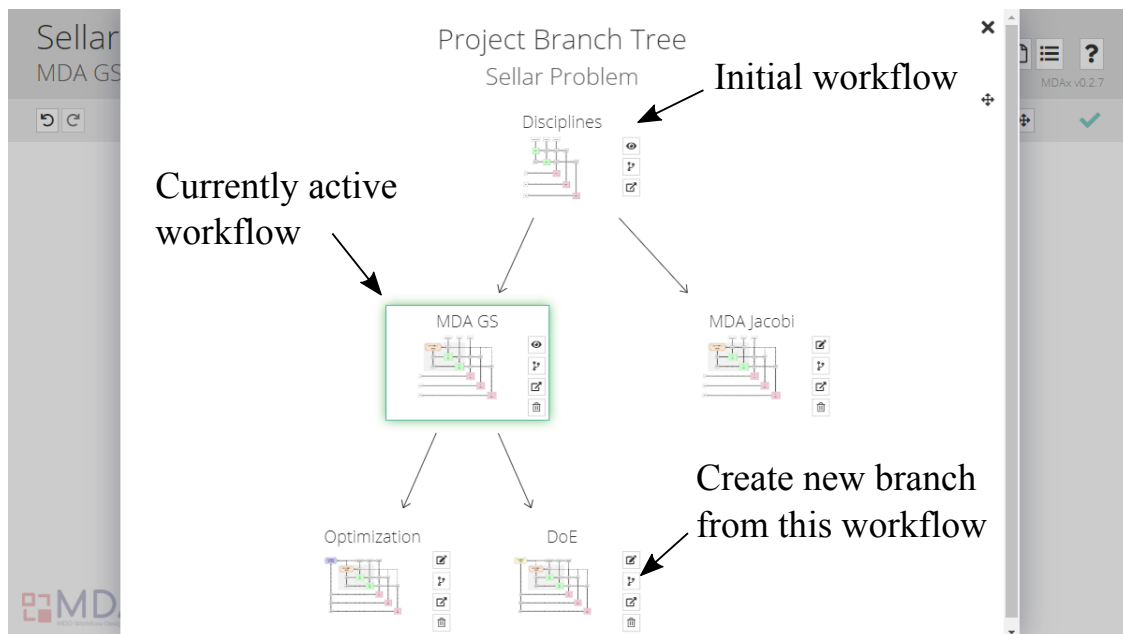 Sellar
MDA GS
Project Branch Tree
Sellar Problem
MDAx v0.2.7
Initial workflow
Disciplines
Currently active
workflow
MDA GS
MDA Jacobi
Create new branch
from this workflow
Optimization
DoE
MD